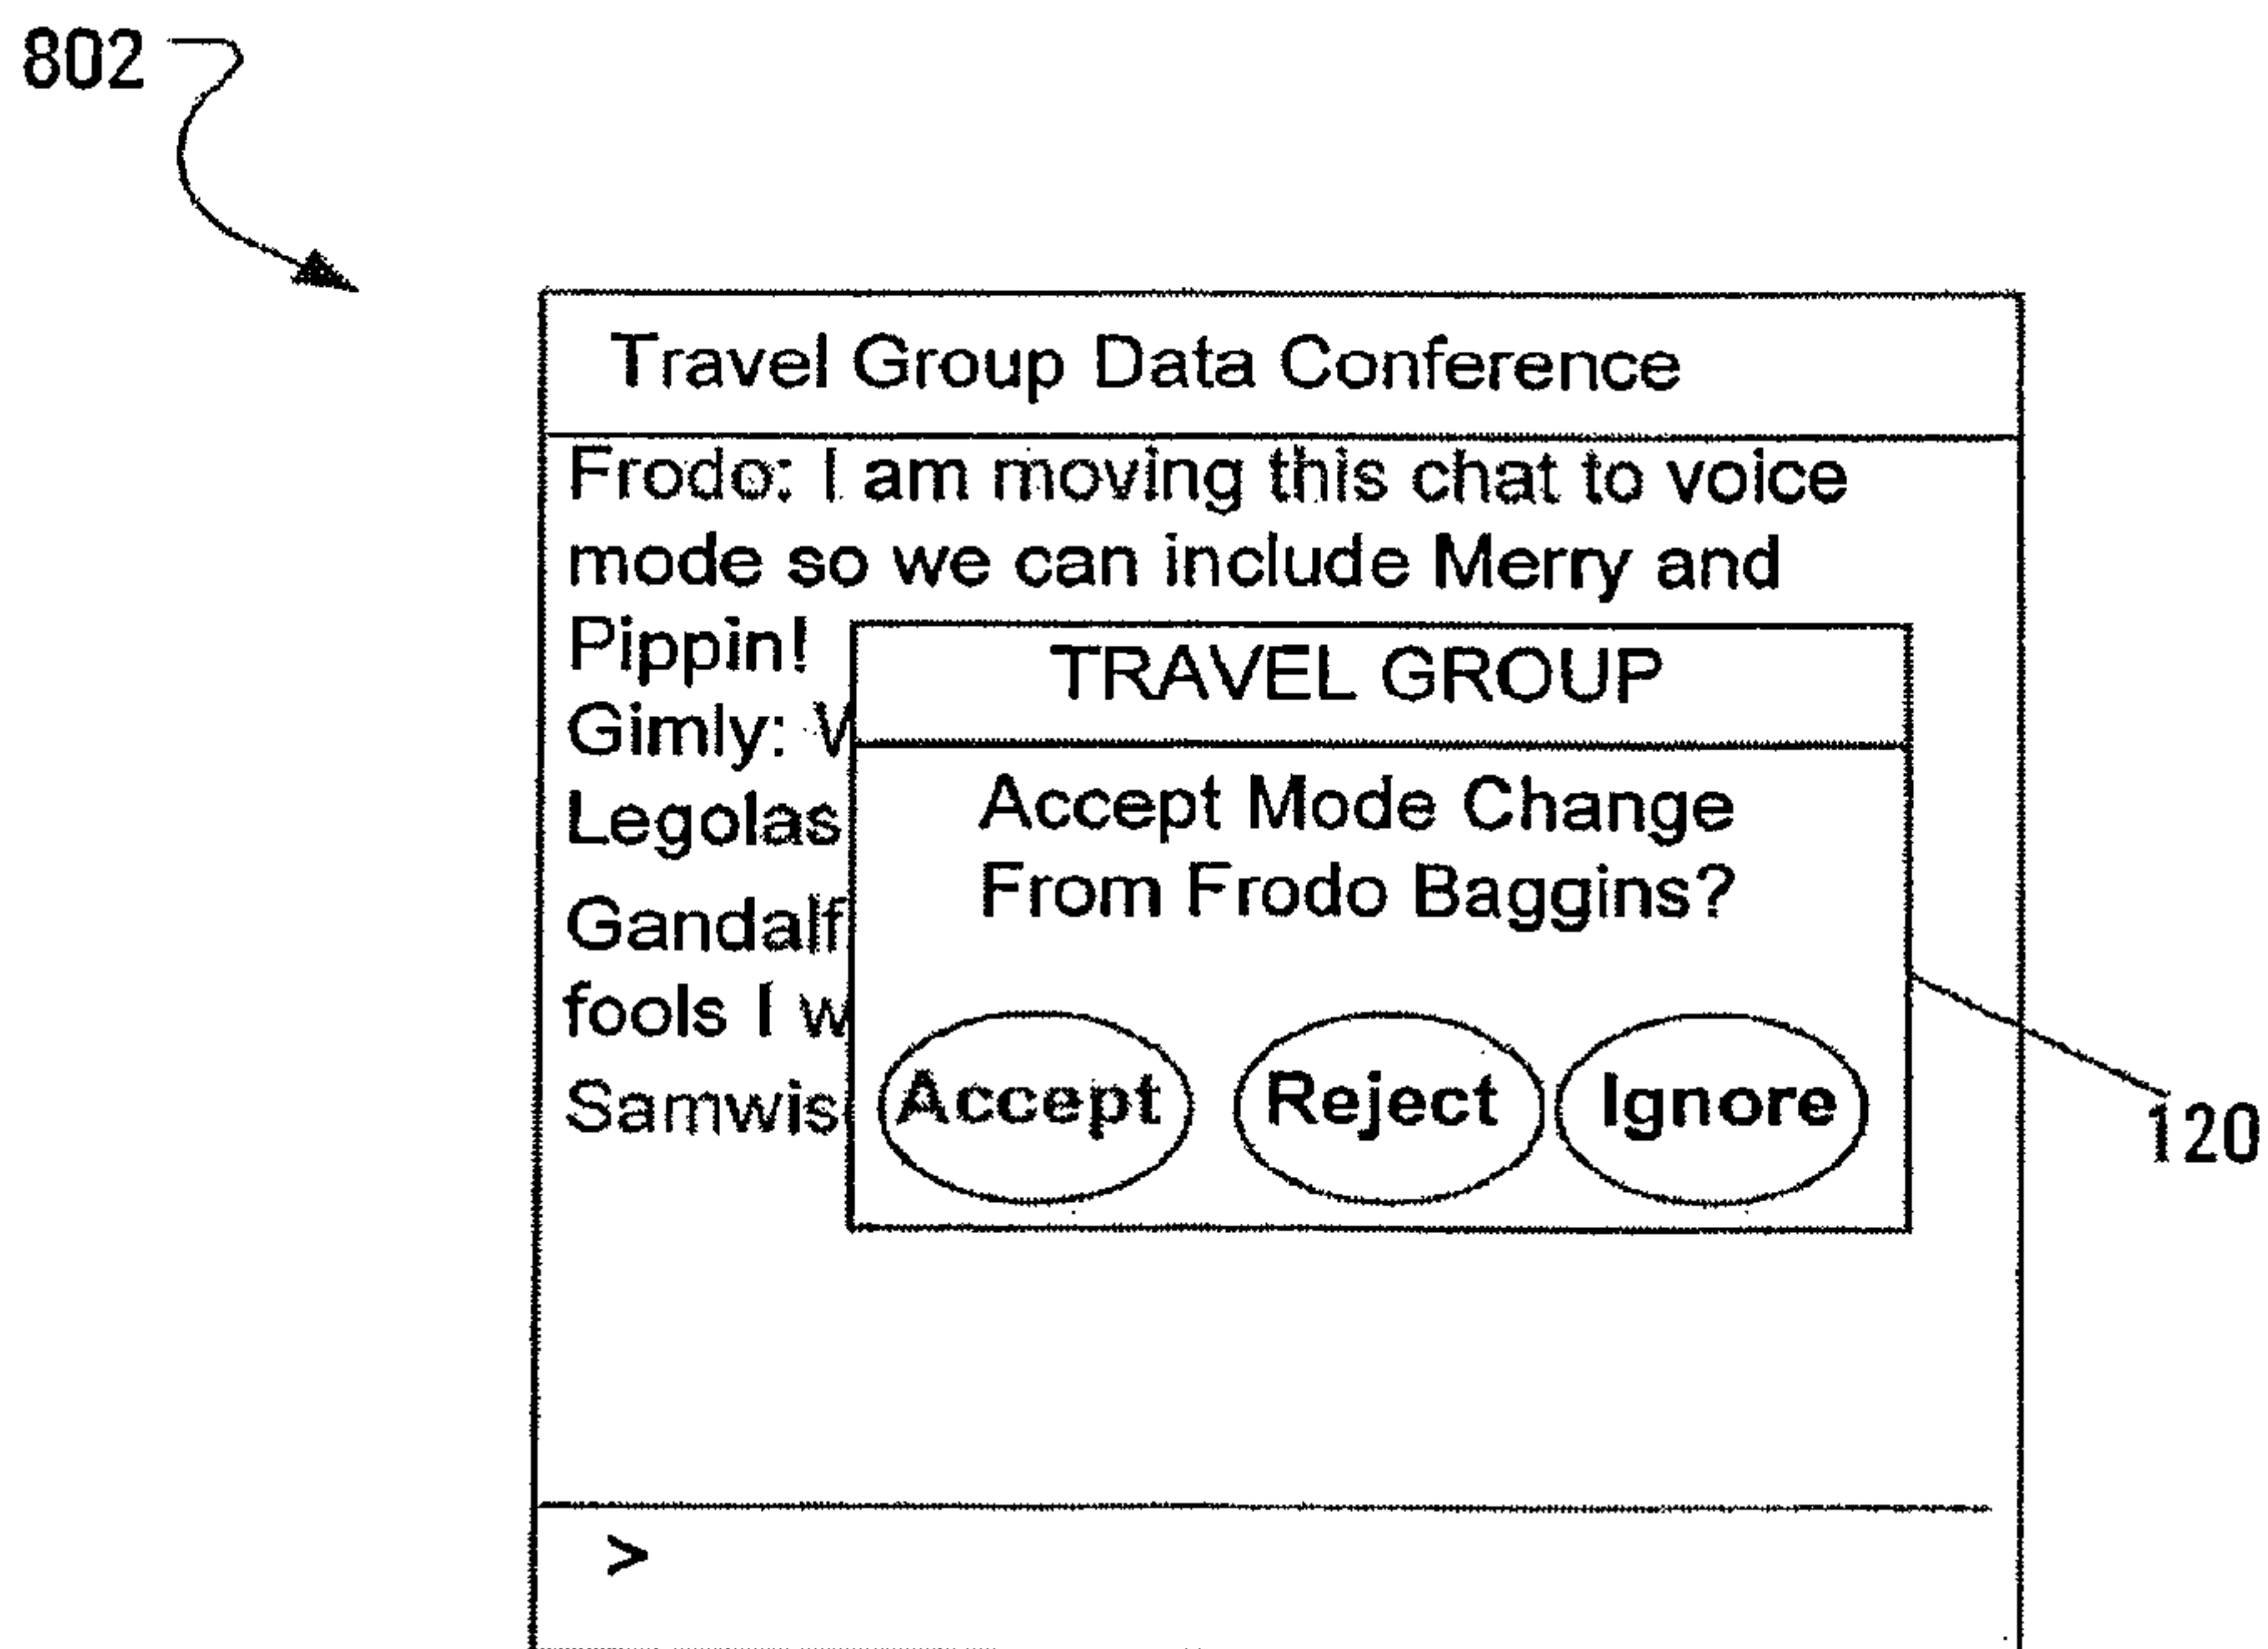 802
Travel Group Data Conference
Frodo: I am moving this chat to voice
mode so we can include Merry and
Pippin!
TRAVEL GROUP
Gimly:
Legolas
Accept Mode Change
From Frodo Baggins?
Gandalf
fools I
Accept Reject Ignore
120
>